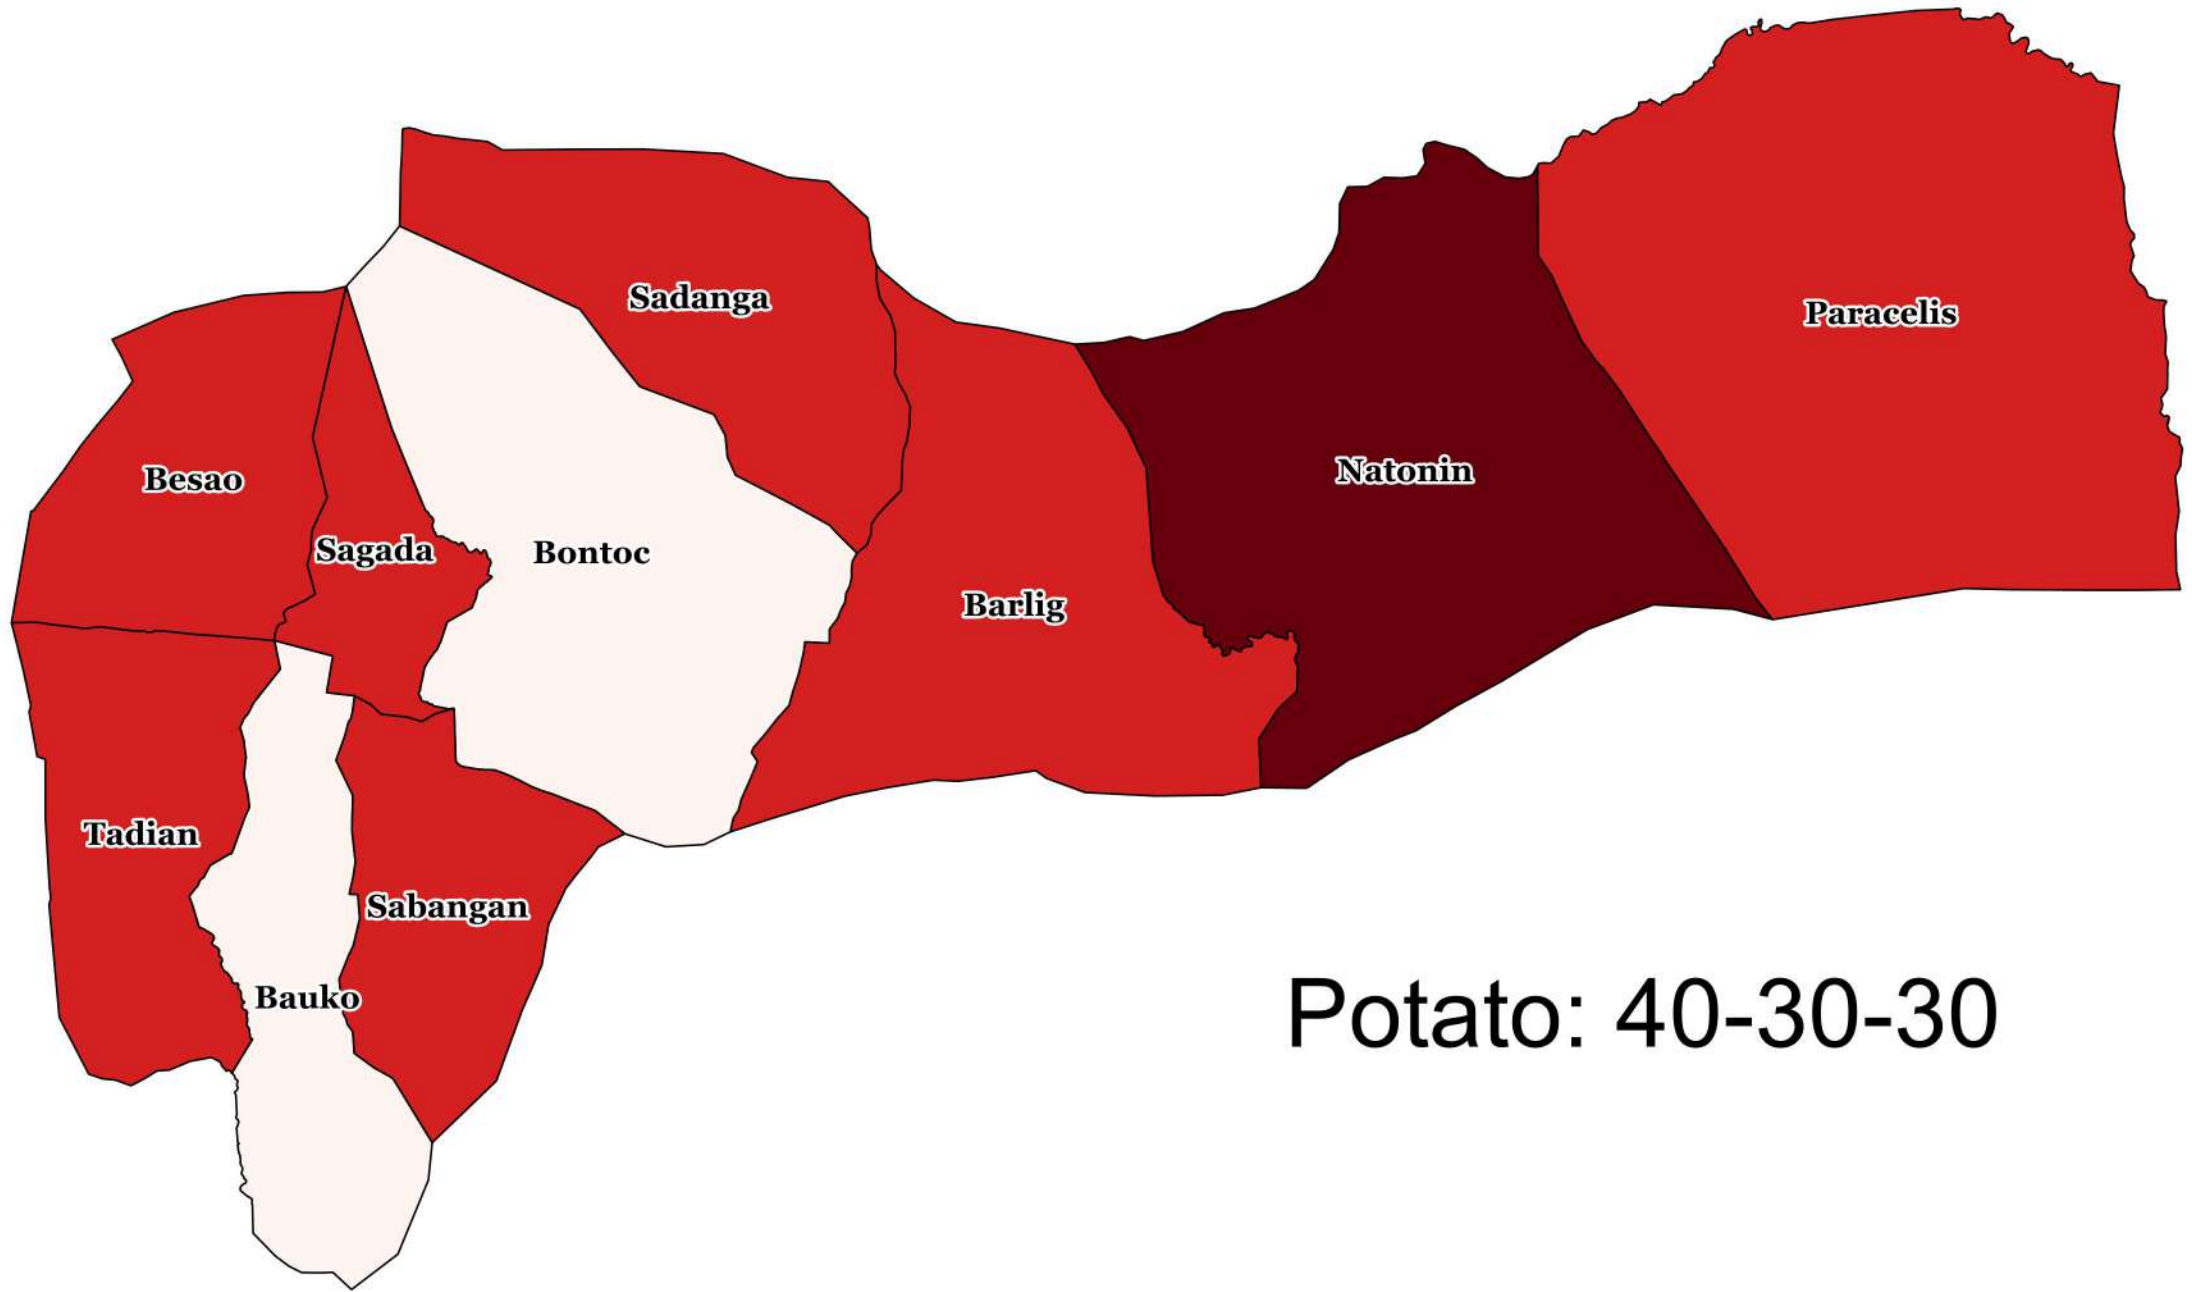 Sadanga
Paracelis
Natonin
Besao
Sagada
Bontoc
Barlig
Tadian
Sabangan
Bauko
Potato: 40-30-30